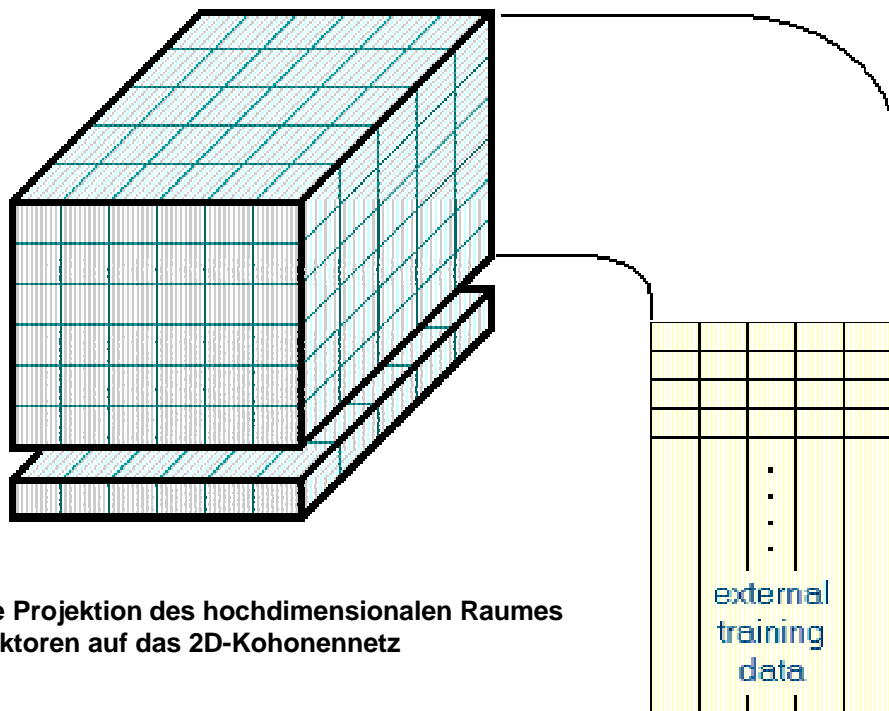 e Projektion des hochdimensionalen Raumes
ktoren auf das 2D-Kohonennetz
external
training
data